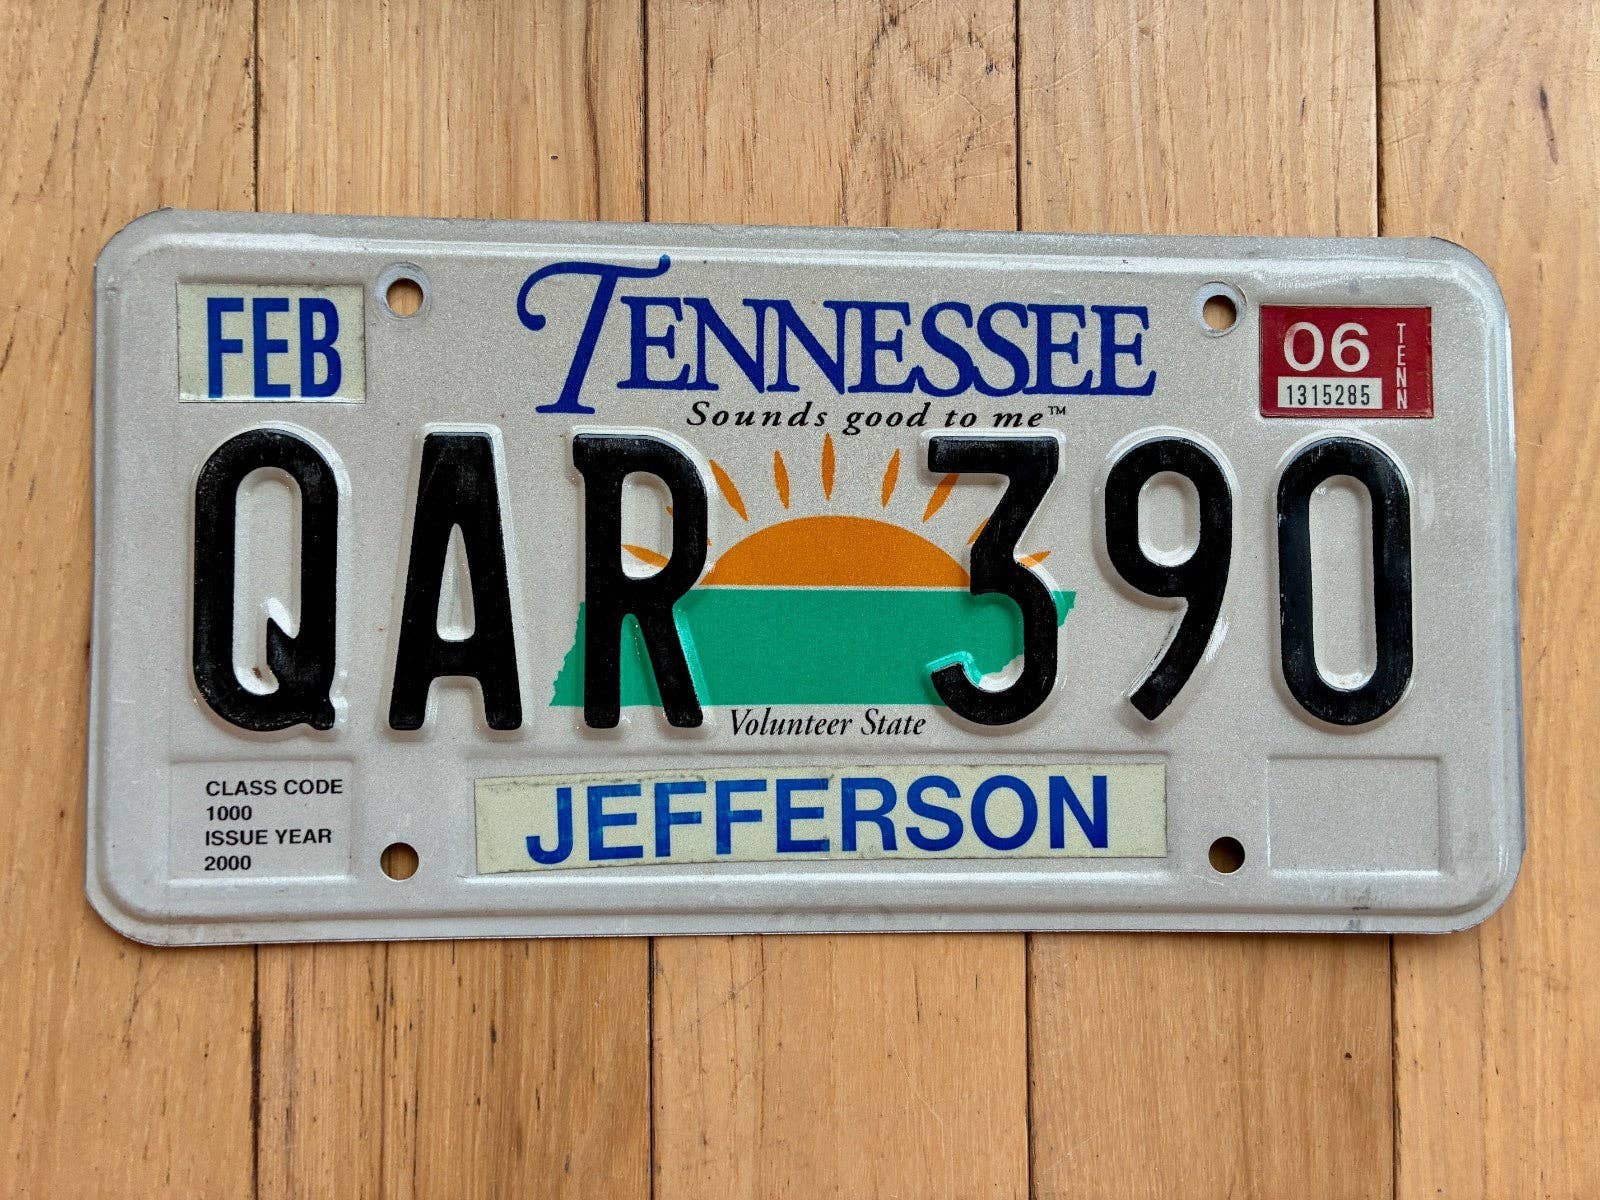 FEB
TENNESSEE
06
TENN
1315285
Sounds good to me™
QAR 390
Volunteer State
CLASS CODE
1000
ISSUE YEAR
2000
JEFFERSON